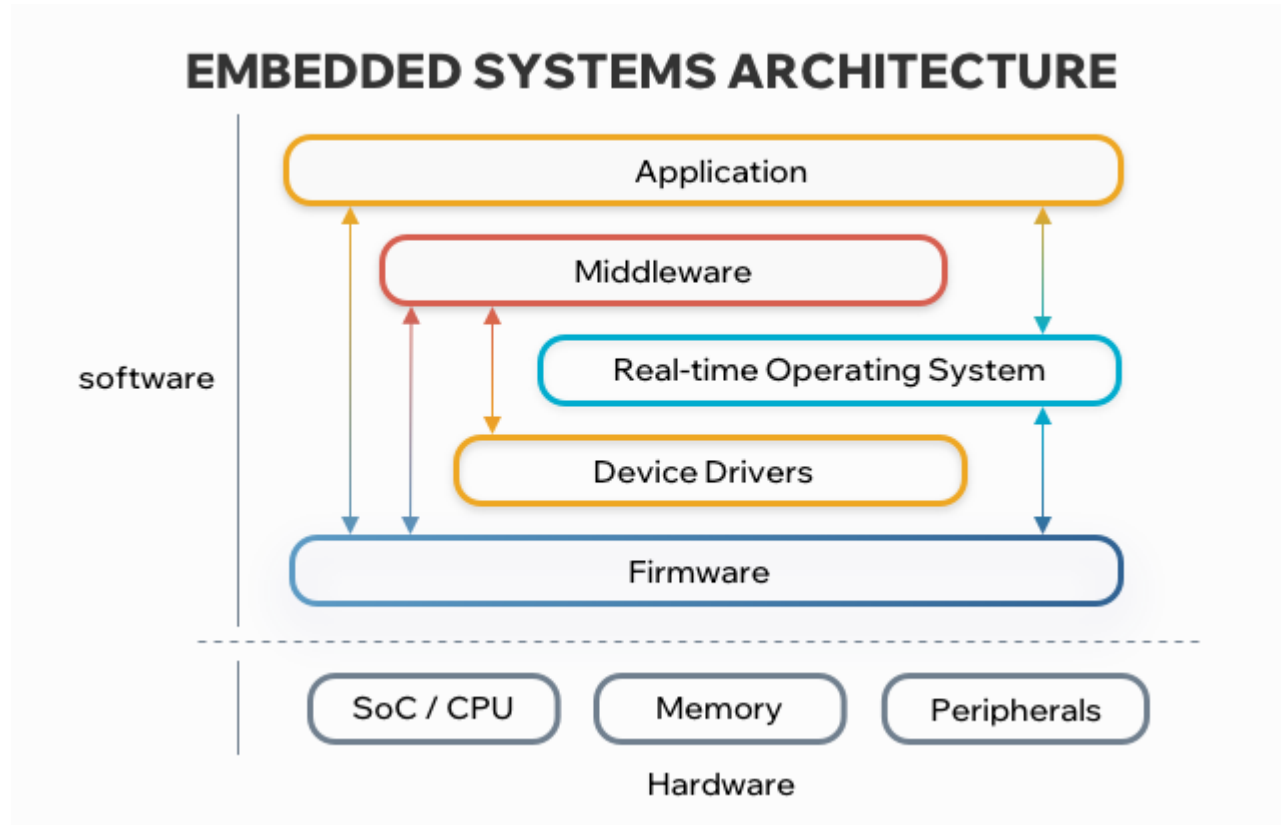 EMBEDDED SYSTEMS ARCHITECTURE
Application
Middleware
Real-time Operating System
software
Device Drivers
Firmware
SoC / CPU
Memory
Peripherals
Hardware